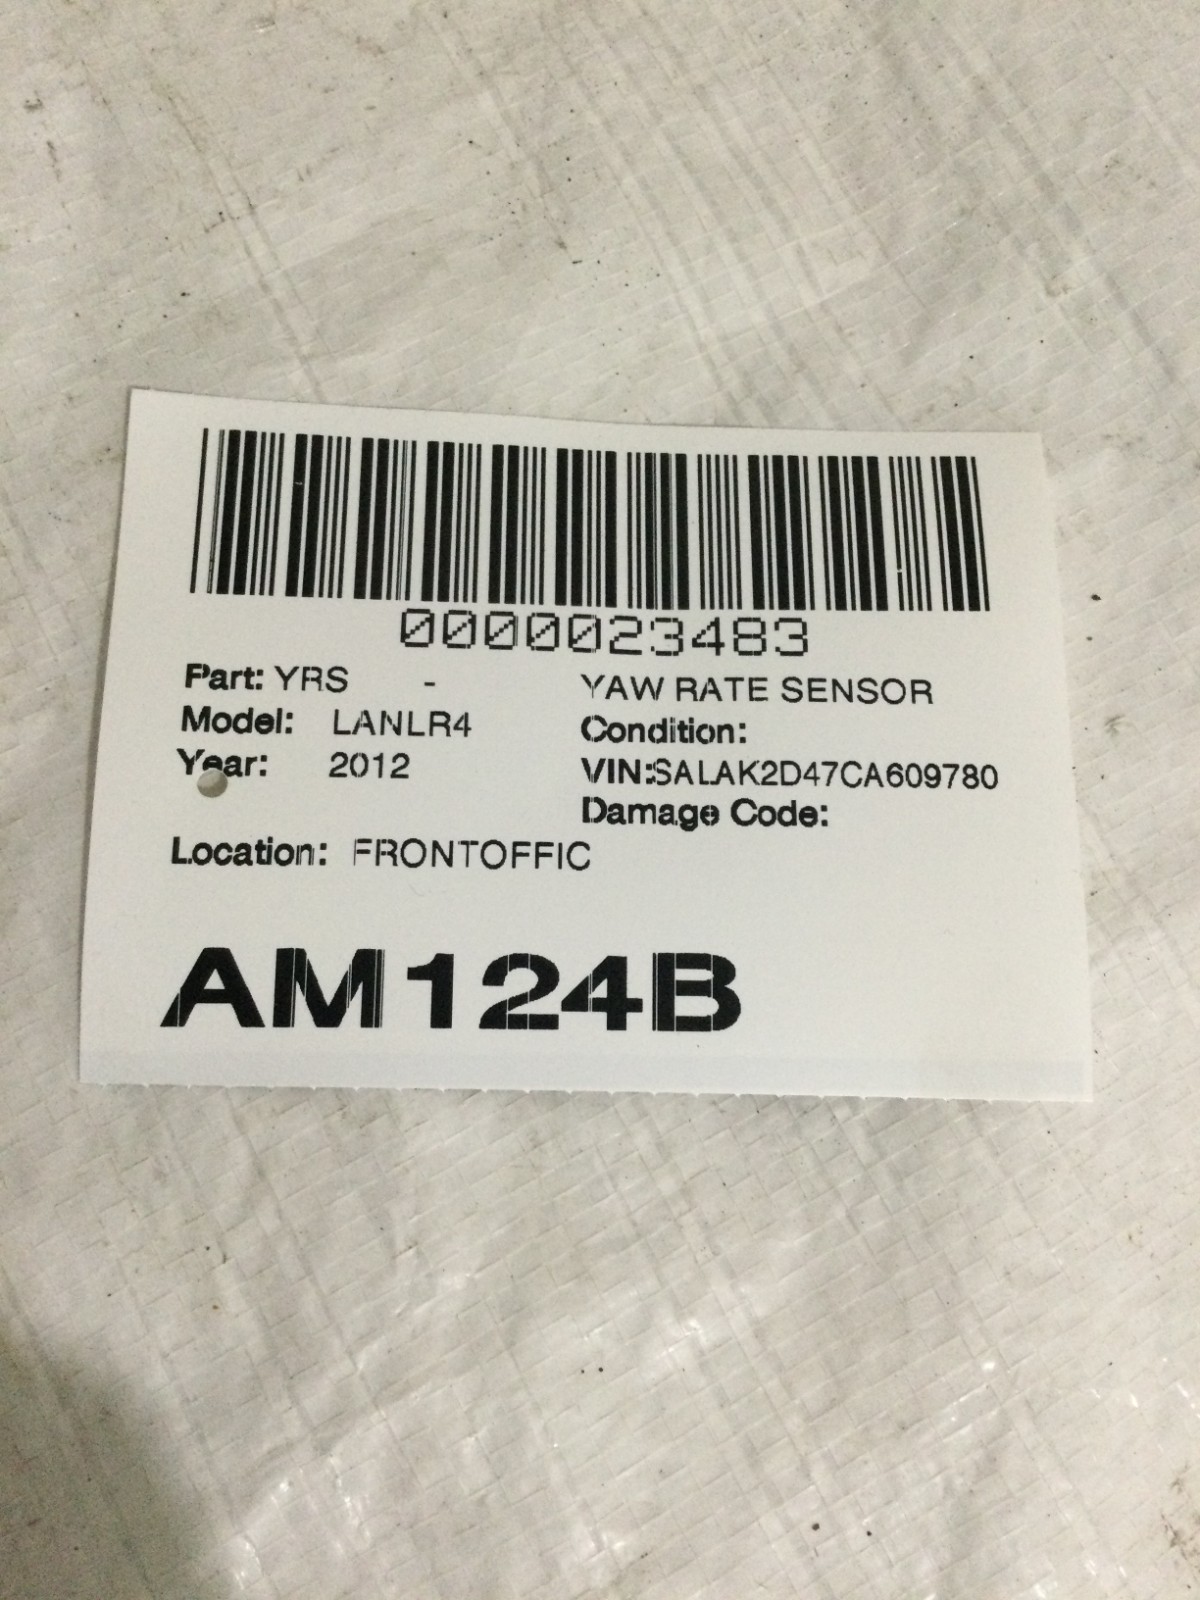 0000023483
Part: YRS - YAW RATE SENSOR
Model: LANLR4 Condition:
Year: 2012 VIN:SALAK2D47CA609780
Damage Code:
Location: FRONTOFFIC
AM124B